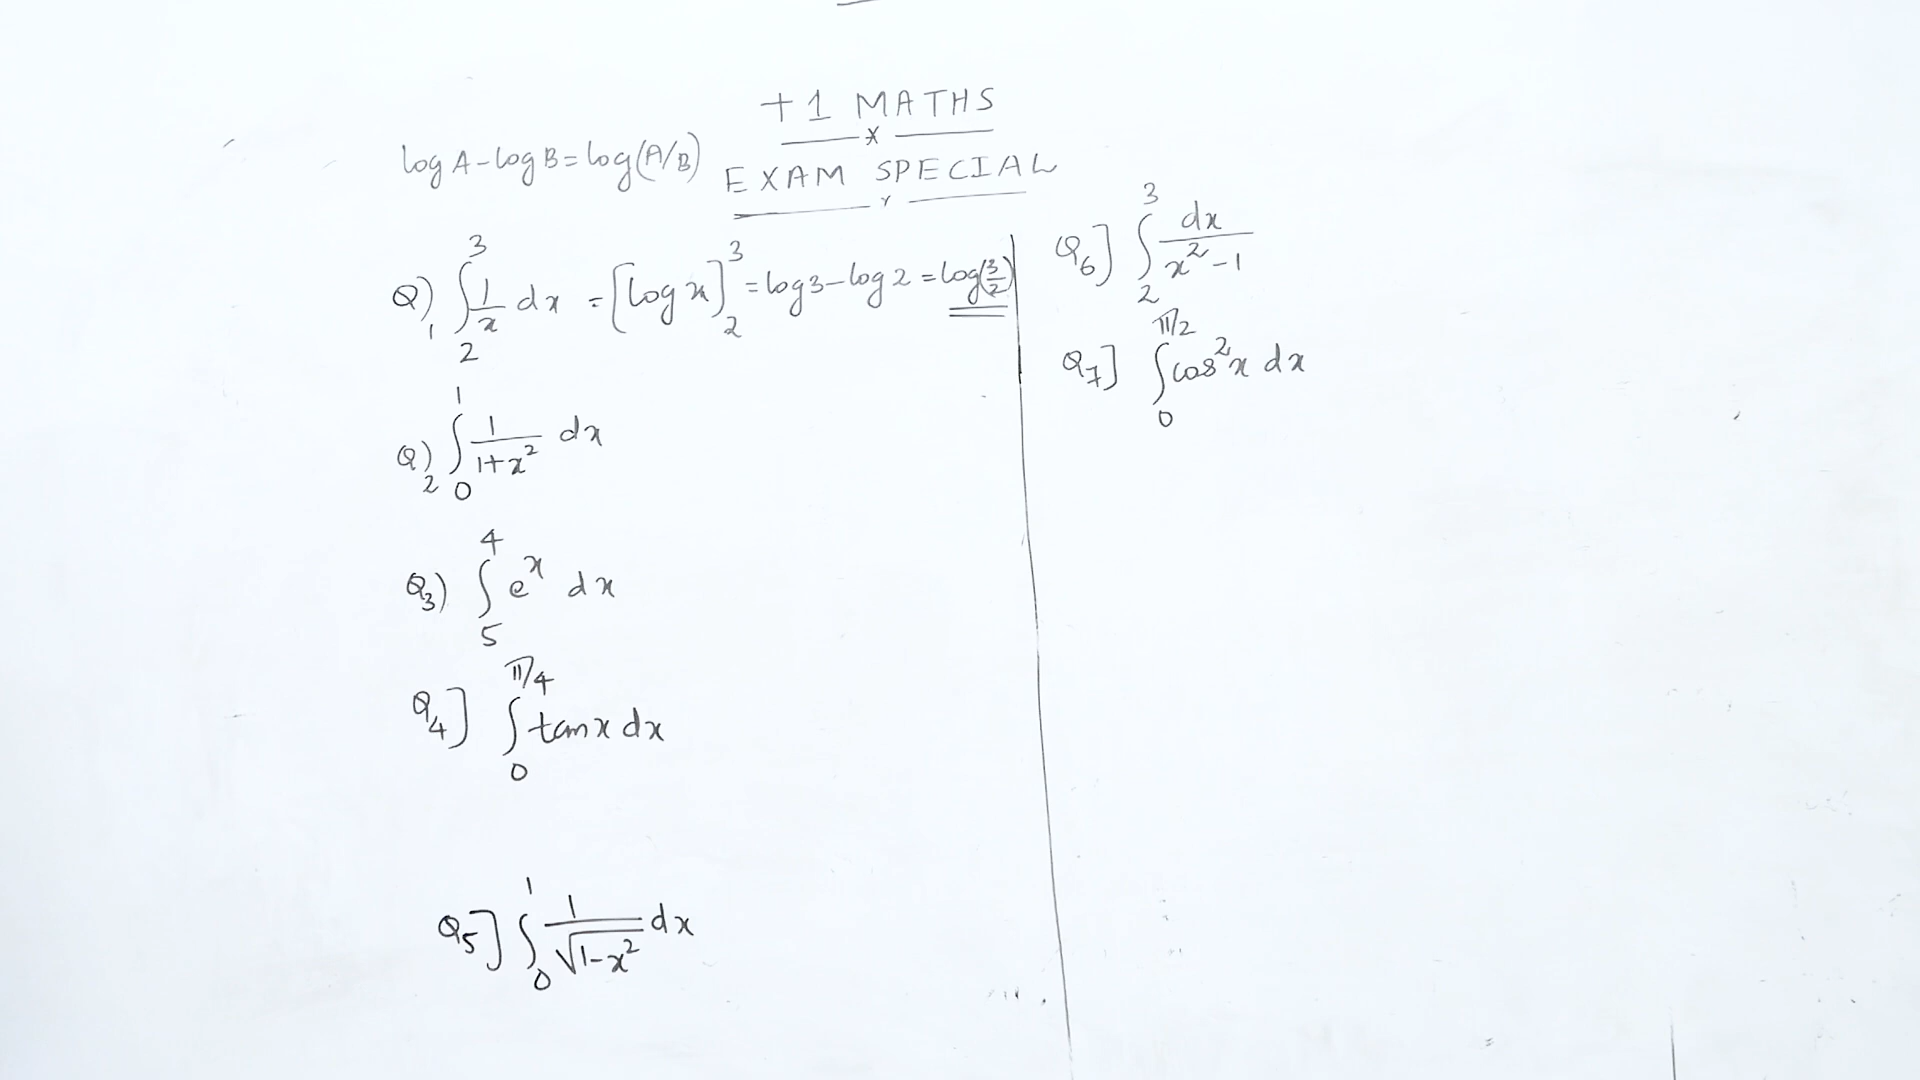 +1 MATHS
EXAM SPECIAL
log A - log B = log(A/B)
Q1) ∫₂³ 1/x dx = [log x]₂³ = log 3 - log 2 = log(3/2)
Q2) ∫₀¹ 1/(1+x²) dx
Q3) ∫₅⁴ eˣ dx
Q4] ∫₀^(π/4) tan x dx
Q5] ∫₀¹ 1/√(1-x²) dx
Q6] ∫₂³ dx/(x²-1)
Q7] ∫₀^(π/2) cos²x dx